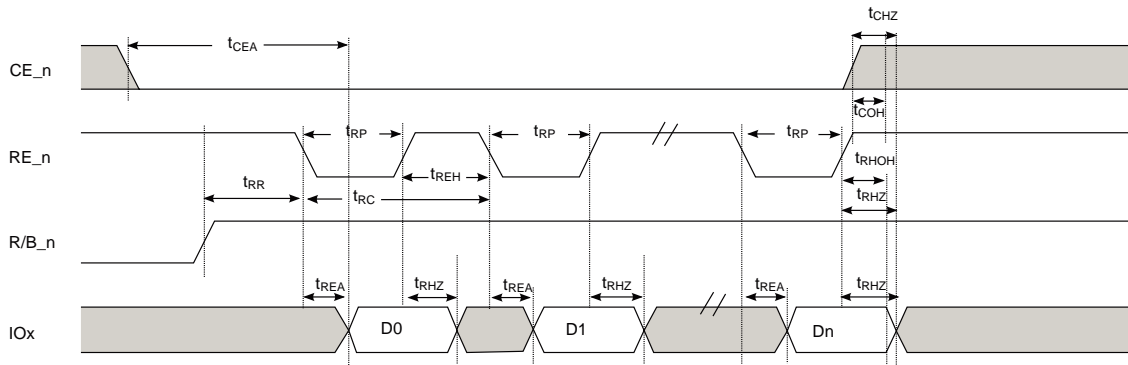 tCHZ
tCEA
CE_n
tCOH
tRP tRP tRP
RE_n
tREH tRHOH
tRR tRC tRHZ
R/B_n
tREA tRHZ tREA tRHZ tREA tRHZ
IOx D0 D1 Dn